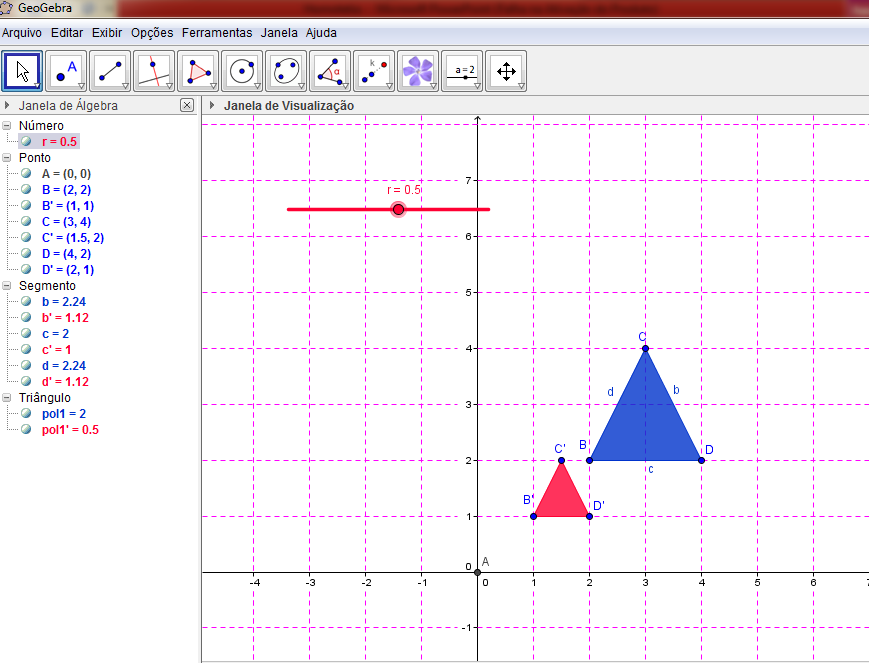 GeoGebra
Arquivo Editar Exibir Opções Ferramentas Janela Ajuda
A
α
k
a = 2
Janela de Álgebra
Janela de Visualização
Número
r = 0.5
Ponto
A = (0, 0)
B = (2, 2)
B' = (1, 1)
C = (3, 4)
C' = (1.5, 2)
D = (4, 2)
D' = (2, 1)
Segmento
b = 2.24
b' = 1.12
c = 2
c' = 1
d = 2.24
d' = 1.12
Triângulo
pol1 = 2
pol1' = 0.5
7
r = 0.5
6
5
C
4
d b
3
C' B D
2
c
B' D'
1
A
0
-4 -3 -2 -1 0 1 2 3 4 5 6 7
-1